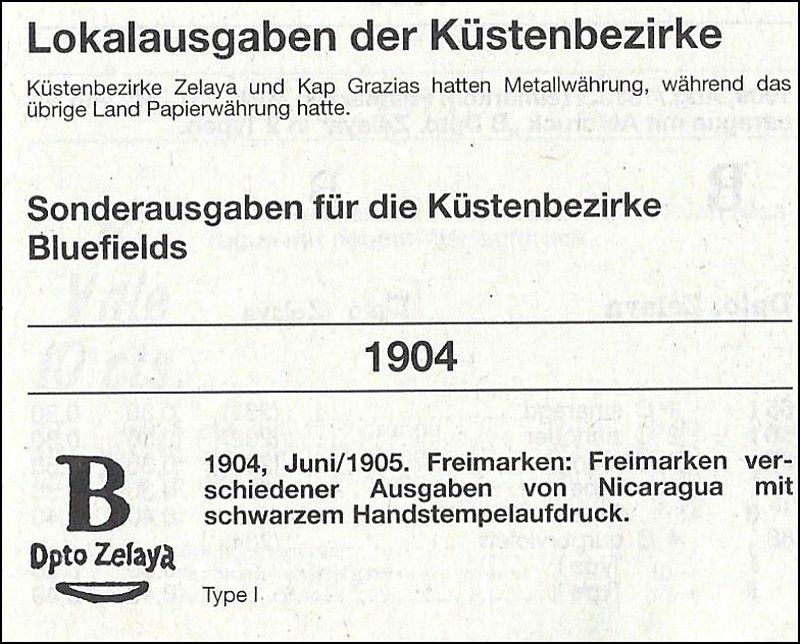 Lokalausgaben der Küstenbezirke
Küstenbezirke Zelaya und Kap Grazias hatten Metallwährung, während das
übrige Land Papierwährung hatte.
Sonderausgaben für die Küstenbezirke
Bluefields
1904
B
Dpto Zelaya
1904, Juni/1905. Freimarken: Freimarken ver-
schiedener Ausgaben von Nicaragua mit
schwarzem Handstempelaufdruck.
Type I